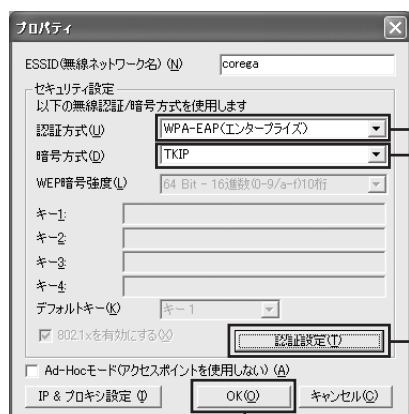 プロパティ
ESSID(無線ネットワーク名) (N) corega
セキュリティ設定
以下の無線認証/暗号方式を使用します
認証方式(U) WPA-EAP(エンタープライズ)
暗号方式(D) TKIP
WEP暗号強度(L) 64 Bit - 16進数(0-9/a-f)10桁
キー1:
キー2:
キー3:
キー4:
デフォルトキー(K) キー 1
802.1xを有効にする(X) 認証設定(T)
Ad-Hocモード(アクセスポイントを使用しない) (A)
IP & プロキシ設定 (I) OK(O) キャンセル(C)